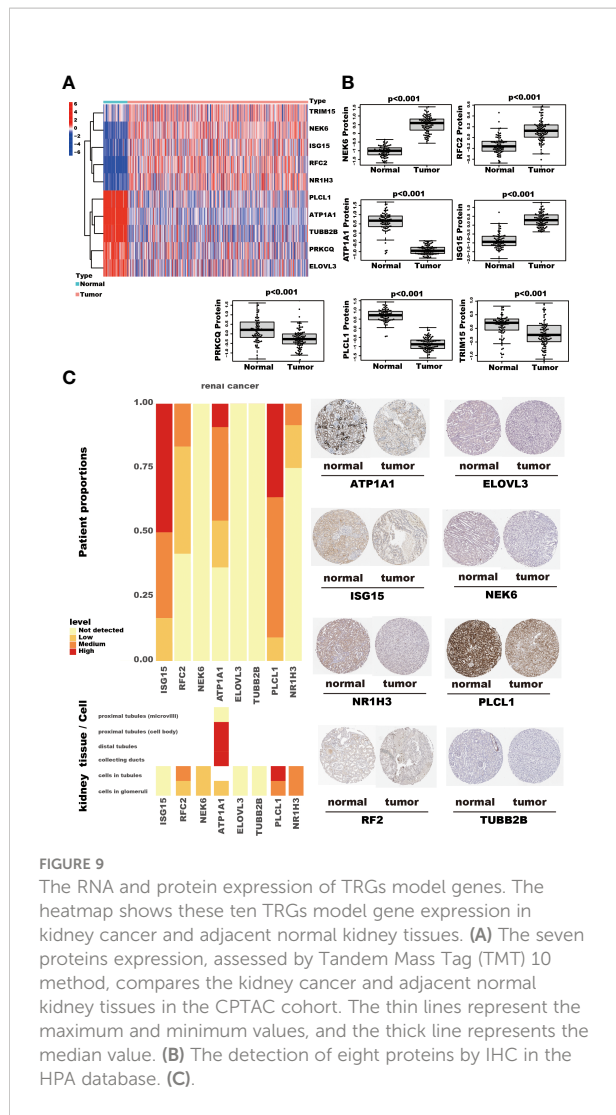 A
B
6
4
2
0
−2
−4
−6
Type
Type
Normal
Tumor
TRIM15
NEK6
ISG15
RFC2
NR1H3
PLCL1
ATP1A1
TUBB2B
PRKCQ
ELOVL3
p<0.001
NEK6 Protein
Normal Tumor
p<0.001
RFC2 Protein
Normal Tumor
p<0.001
ATP1A1 Protein
Normal Tumor
p<0.001
ISG15 Protein
Normal Tumor
p<0.001
PRKCQ Protein
Normal Tumor
p<0.001
PLCL1 Protein
Normal Tumor
p<0.001
TRIM15 Protein
Normal Tumor
C
renal cancer
Patient proportions
1.00
0.75
0.50
0.25
0.00
level
Not detected
Low
Medium
High
ISG15
RFC2
NEK6
ATP1A1
ELOVL3
TUBB2B
PLCL1
NR1H3
kidney tissue / Cell
proximal tubules (microvilli)
proximal tubules (cell body)
distal tubules
collecting ducts
cells in tubules
cells in glomeruli
ISG15
RFC2
NEK6
ATP1A1
ELOVL3
TUBB2B
PLCL1
NR1H3
normal tumor
ATP1A1
normal tumor
ELOVL3
normal tumor
ISG15
normal tumor
NEK6
normal tumor
NR1H3
normal tumor
PLCL1
normal tumor
RF2
normal tumor
TUBB2B
FIGURE 9
The RNA and protein expression of TRGs model genes. The
heatmap shows these ten TRGs model gene expression in
kidney cancer and adjacent normal kidney tissues. (A) The seven
proteins expression, assessed by Tandem Mass Tag (TMT) 10
method, compares the kidney cancer and adjacent normal
kidney tissues in the CPTAC cohort. The thin lines represent the
maximum and minimum values, and the thick line represents the
median value. (B) The detection of eight proteins by IHC in the
HPA database. (C).